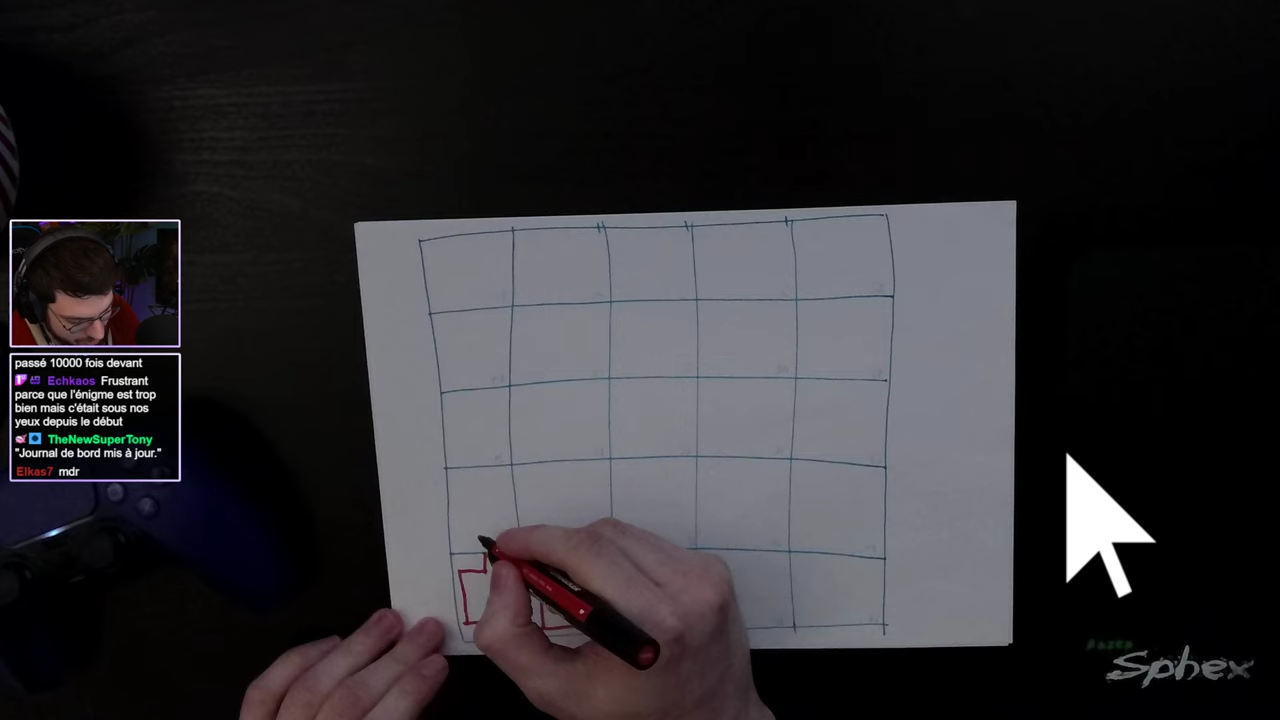 passé 10000 fois devant
Echkaos Frustrant
parce que l'énigme est trop
bien mais c'était sous nos
yeux depuis le début
TheNewSuperTony
"Journal de bord mis à jour."
Elkas7 mdr
Sphex